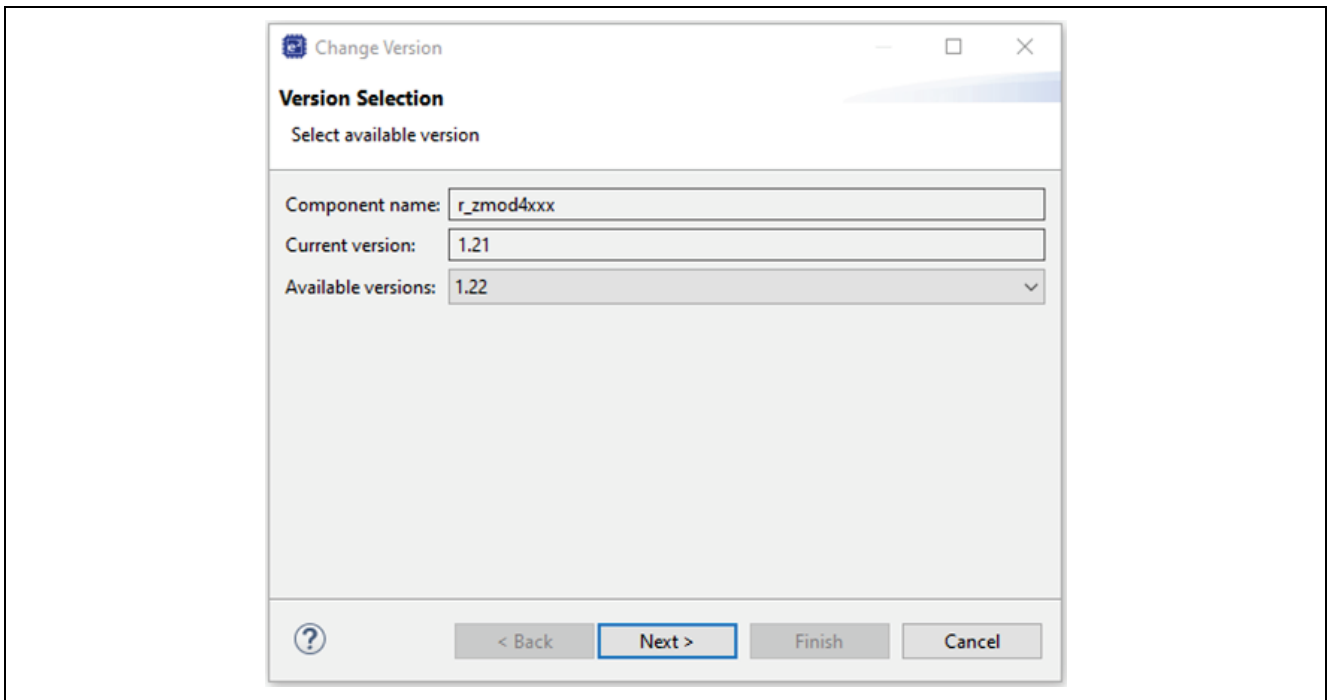 Change Version
Version Selection
Select available version
Component name: r_zmod4xxx
Current version: 1.21
Available versions: 1.22
? < Back Next > Finish Cancel